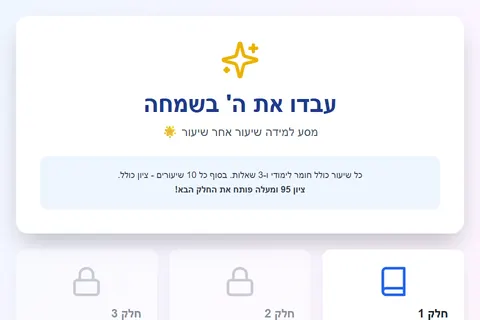 עבדו את ה' בשמחה
מסע למידה שיעור אחר שיעור
כל שיעור כולל חומר לימודי ו-3 שאלות. בסוף כל 10 שיעורים - ציון כולל.
ציון 95 ומעלה פותח את החלק הבא!
חלק 1
חלק 2
חלק 3